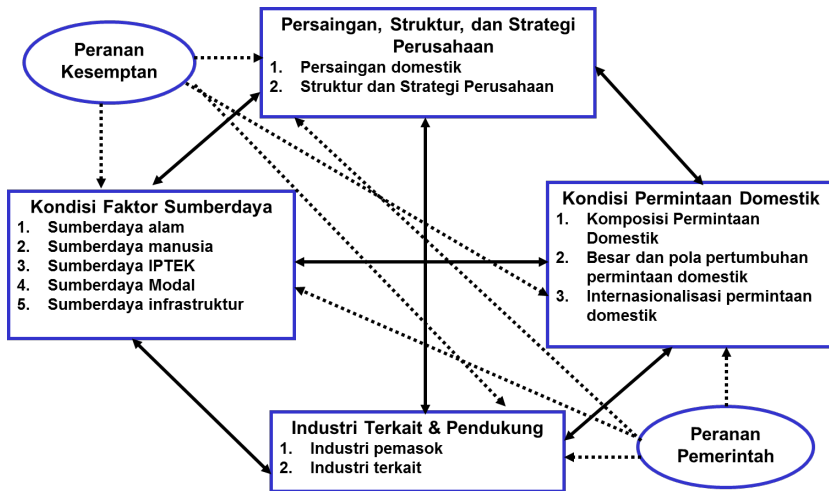 Persaingan, Struktur, dan Strategi
Perusahaan
1. Persaingan domestik
2. Struktur dan Strategi Perusahaan
Peranan
Kesemptan
Kondisi Faktor Sumberdaya
1. Sumberdaya alam
2. Sumberdaya manusia
3. Sumberdaya IPTEK
4. Sumberdaya Modal
5. Sumberdaya infrastruktur
Kondisi Permintaan Domestik
1. Komposisi Permintaan
Domestik
2. Besar dan pola pertumbuhan
permintaan domestik
3. Internasionalisasi permintaan
domestik
Industri Terkait & Pendukung
1. Industri pemasok
2. Industri terkait
Peranan
Pemerintah